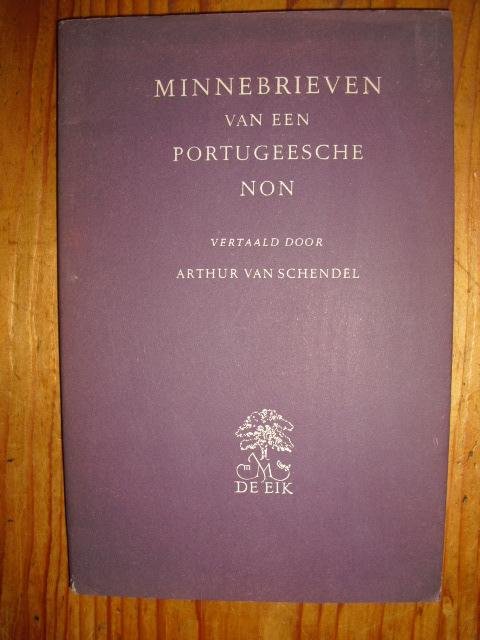 MINNEBRIEVEN
VAN EEN
PORTUGEESCHE
NON
VERTAALD DOOR
ARTHUR VAN SCHENDEL
M
DE EIK